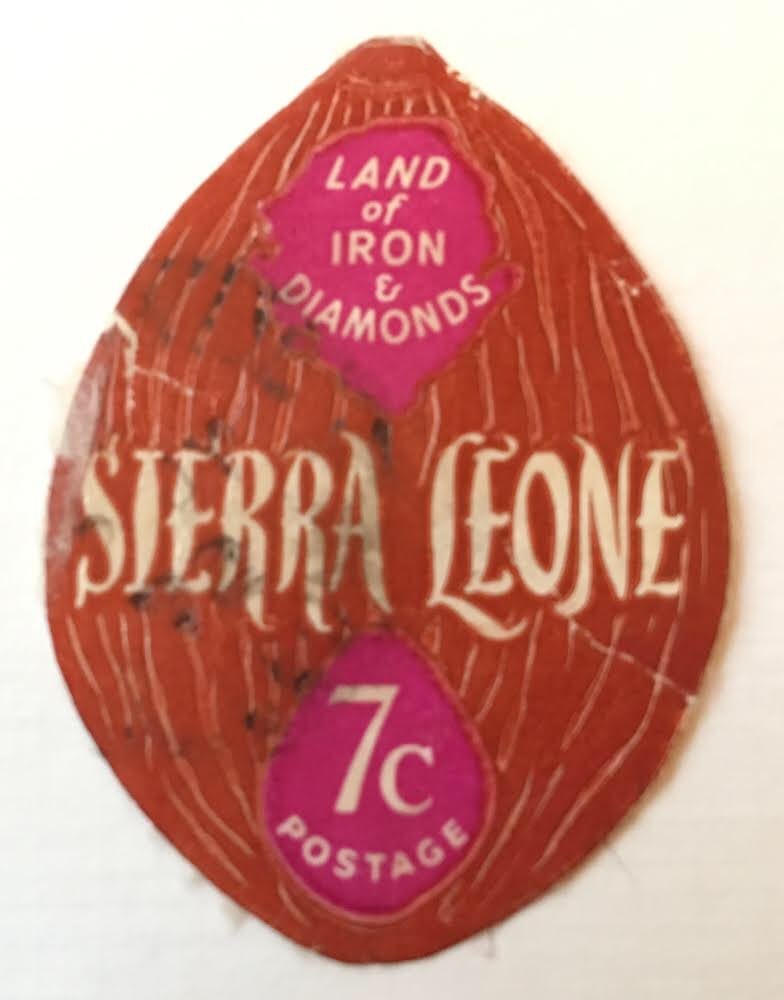 LAND
of
IRON
&
DIAMONDS
SIERRA LEONE
7c
POSTAGE